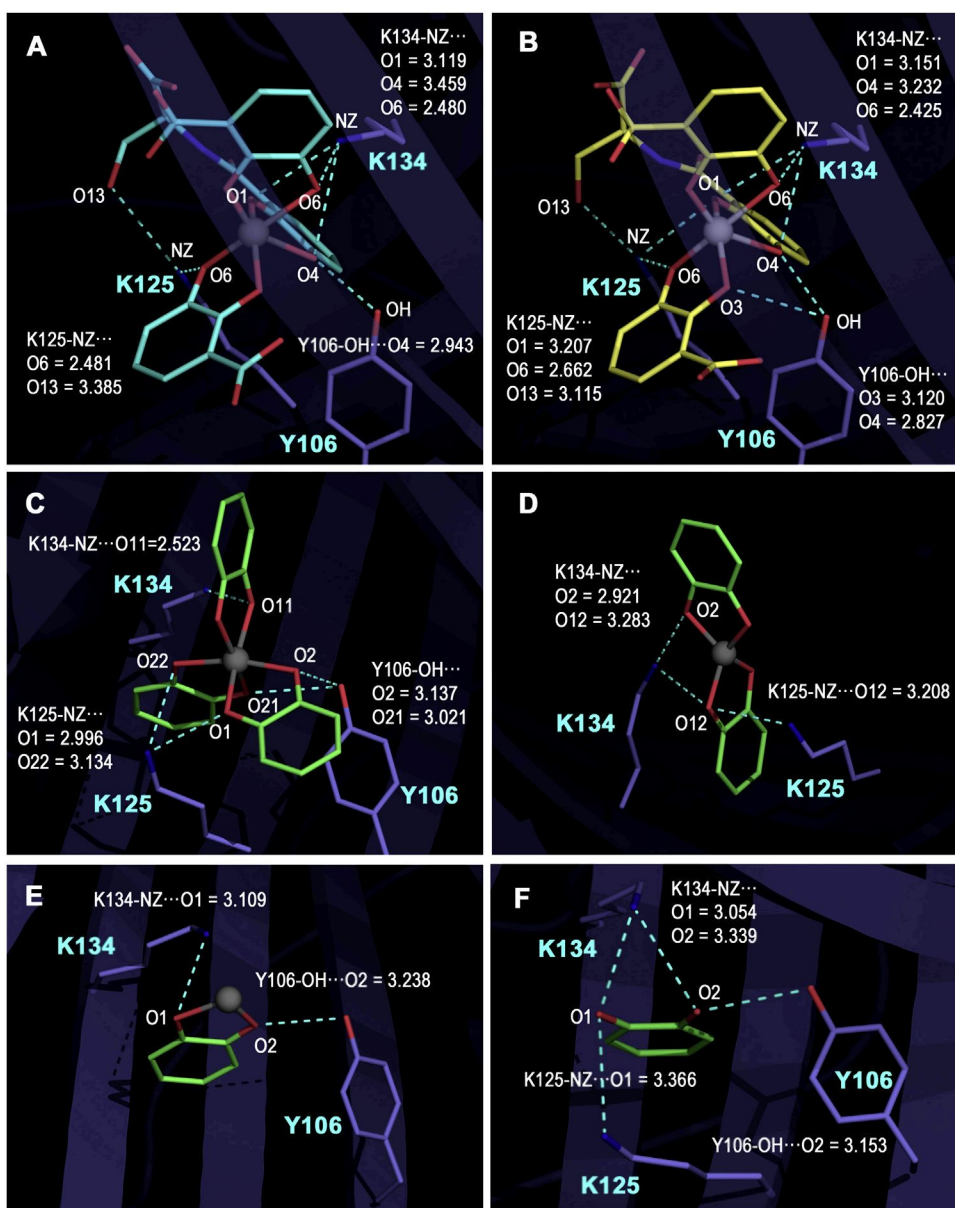 A
K134-NZ···
O1 = 3.119
O4 = 3.459
O6 = 2.480
NZ
K134
O13
O1
O6
NZ
O6
O4
K125
OH
K125-NZ···
O6 = 2.481
O13 = 3.385
Y106-OH···O4 = 2.943
Y106
B
K134-NZ···
O1 = 3.151
O4 = 3.232
O6 = 2.425
NZ
K134
O13
O1
O6
NZ
O6
O4
K125
O3
OH
K125-NZ···
O1 = 3.207
O6 = 2.662
O13 = 3.115
Y106-OH···
O3 = 3.120
O4 = 2.827
Y106
C
K134-NZ···O11=2.523
K134
O11
O22
O2
Y106-OH···
O2 = 3.137
O21 = 3.021
O21
O1
K125-NZ···
O1 = 2.996
O22 = 3.134
K125
Y106
D
K134-NZ···
O2 = 2.921
O12 = 3.283
O2
K125-NZ···O12 = 3.208
K134
O12
K125
E
K134-NZ···O1 = 3.109
K134
Y106-OH···O2 = 3.238
O1
O2
Y106
F
K134-NZ···
O1 = 3.054
O2 = 3.339
K134
O2
O1
K125-NZ···O1 = 3.366
Y106
Y106-OH···O2 = 3.153
K125